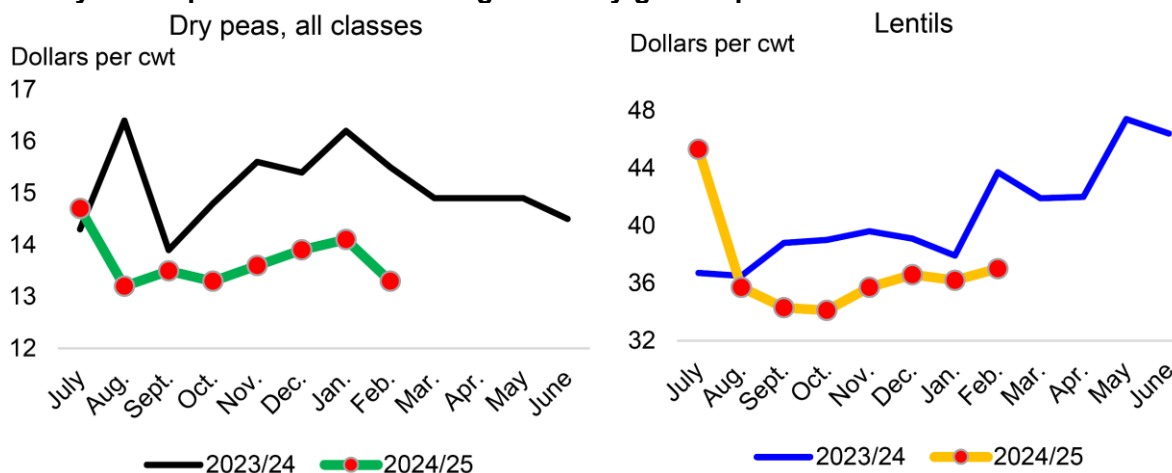 Dry peas, all classes
Dollars per cwt
17
16
15
14
13
12
July Aug. Sept. Oct. Nov. Dec. Jan. Feb. Mar. Apr. May June
2023/24 2024/25
Lentils
Dollars per cwt
48
44
40
36
32
July Aug. Sept. Oct. Nov. Dec. Jan. Feb. Mar. Apr. May June
2023/24 2024/25